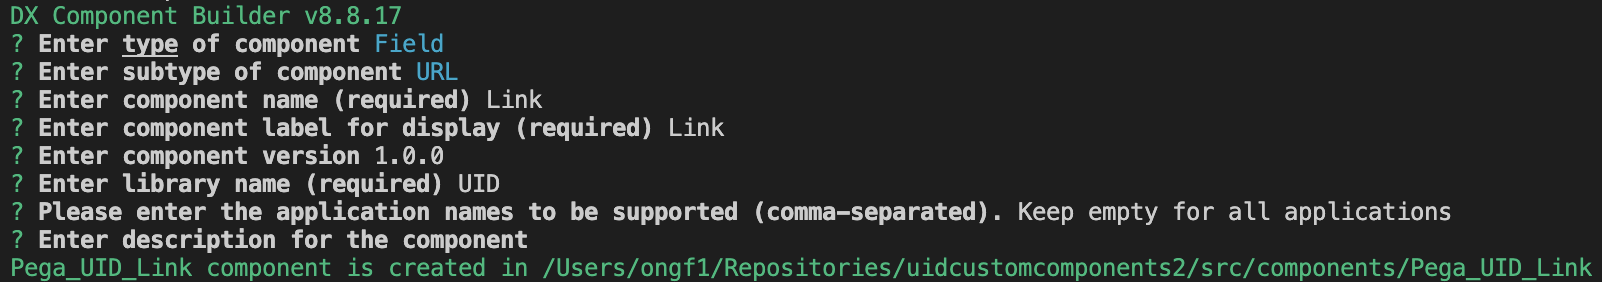 DX Component Builder v8.8.17
? Enter type of component Field
? Enter subtype of component URL
? Enter component name (required) Link
? Enter component label for display (required) Link
? Enter component version 1.0.0
? Enter library name (required) UID
? Please enter the application names to be supported (comma-separated). Keep empty for all applications
? Enter description for the component
Pega_UID_Link component is created in /Users/ongf1/Repositories/uidcustomcomponents2/src/components/Pega_UID_Link